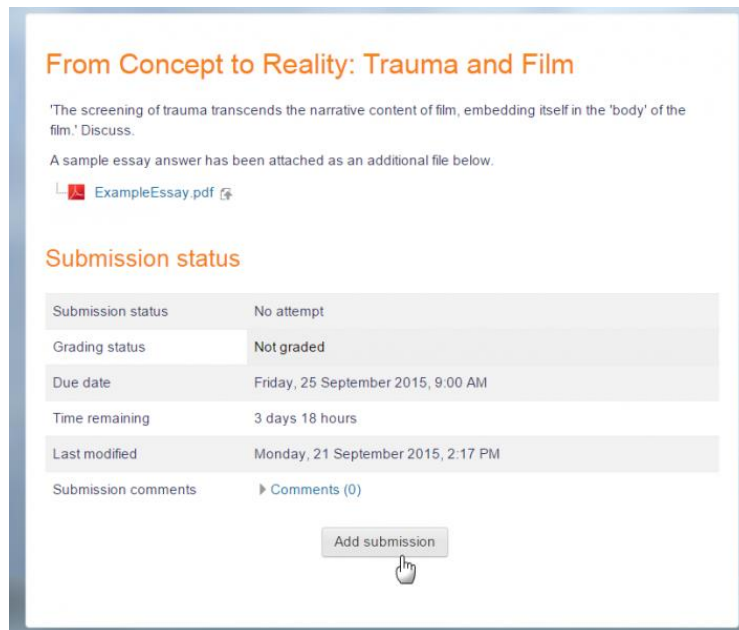 From Concept to Reality: Trauma and Film
'The screening of trauma transcends the narrative content of film, embedding itself in the 'body' of the
film.' Discuss.
A sample essay answer has been attached as an additional file below.
ExampleEssay.pdf
Submission status
Submission status No attempt
Grading status Not graded
Due date Friday, 25 September 2015, 9:00 AM
Time remaining 3 days 18 hours
Last modified Monday, 21 September 2015, 2:17 PM
Submission comments Comments (0)
Add submission